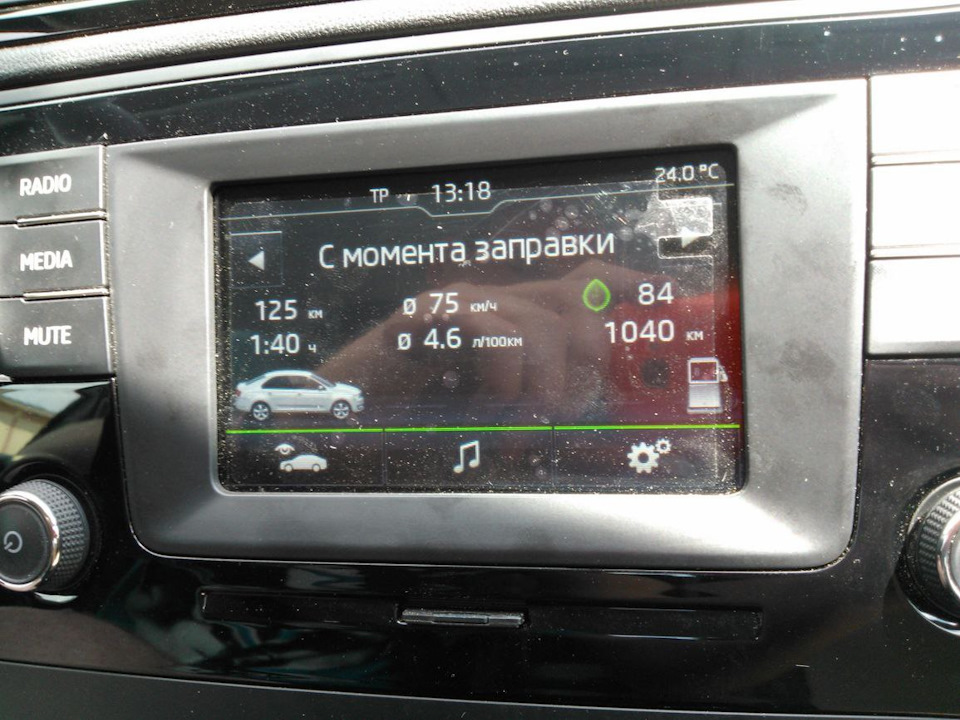 RADIO
MEDIA
MUTE
TP 13:18 24.0 °C
С момента заправки
125 км ø 75 км/ч 84
1:40 ч ø 4.6 л/100км 1040 км